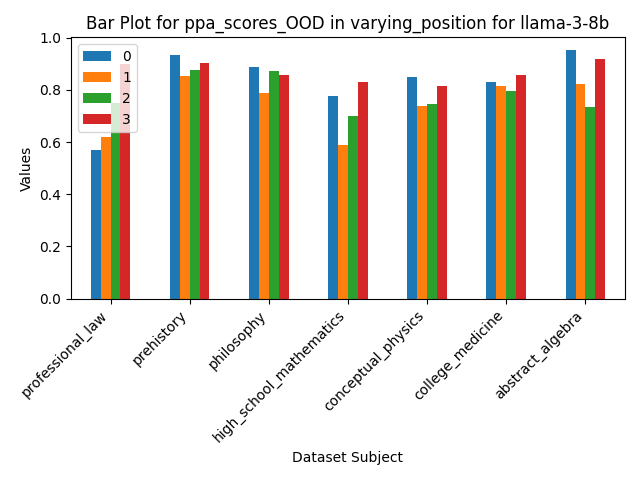 Bar Plot for ppa_scores_OOD in varying_position for llama-3-8b
1.0
0.8
0.6
0.4
0.2
0.0
Values
0
1
2
3
professional_law
prehistory
philosophy
high_school_mathematics
conceptual_physics
college_medicine
abstract_algebra
Dataset Subject